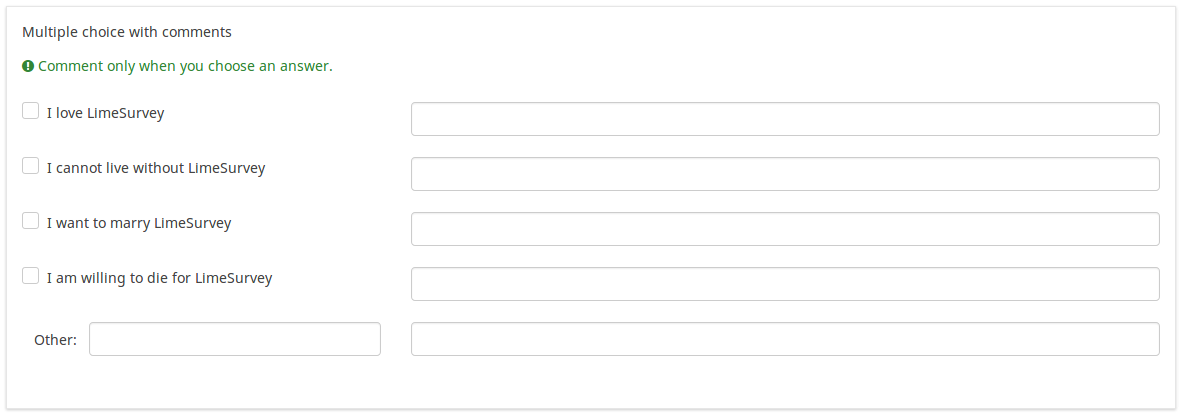 Multiple choice with comments
Comment only when you choose an answer.
I love LimeSurvey
I cannot live without LimeSurvey
I want to marry LimeSurvey
I am willing to die for LimeSurvey
Other: